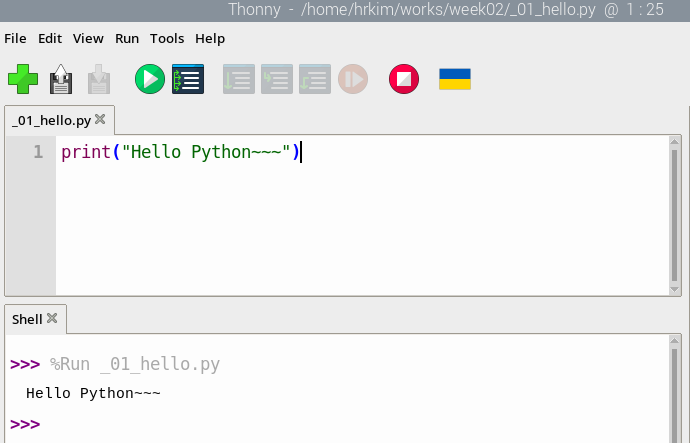 Thonny - /home/hrkim/works/week02/_01_hello.py @ 1:25
File Edit View Run Tools Help
_01_hello.py
1 print("Hello Python~~~")
Shell
>>> %Run _01_hello.py
Hello Python~~~
>>>